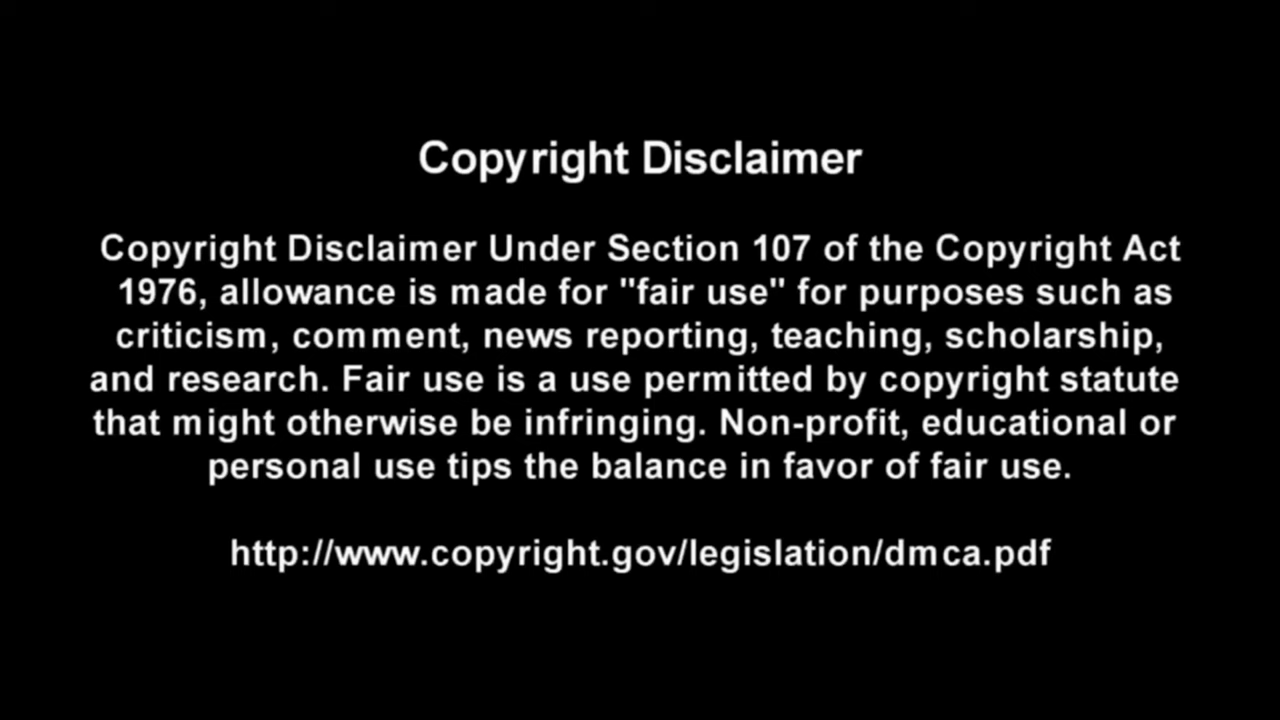 Copyright Disclaimer
Copyright Disclaimer Under Section 107 of the Copyright Act
1976, allowance is made for "fair use" for purposes such as
criticism, comment, news reporting, teaching, scholarship,
and research. Fair use is a use permitted by copyright statute
that might otherwise be infringing. Non-profit, educational or
personal use tips the balance in favor of fair use.
http://www.copyright.gov/legislation/dmca.pdf